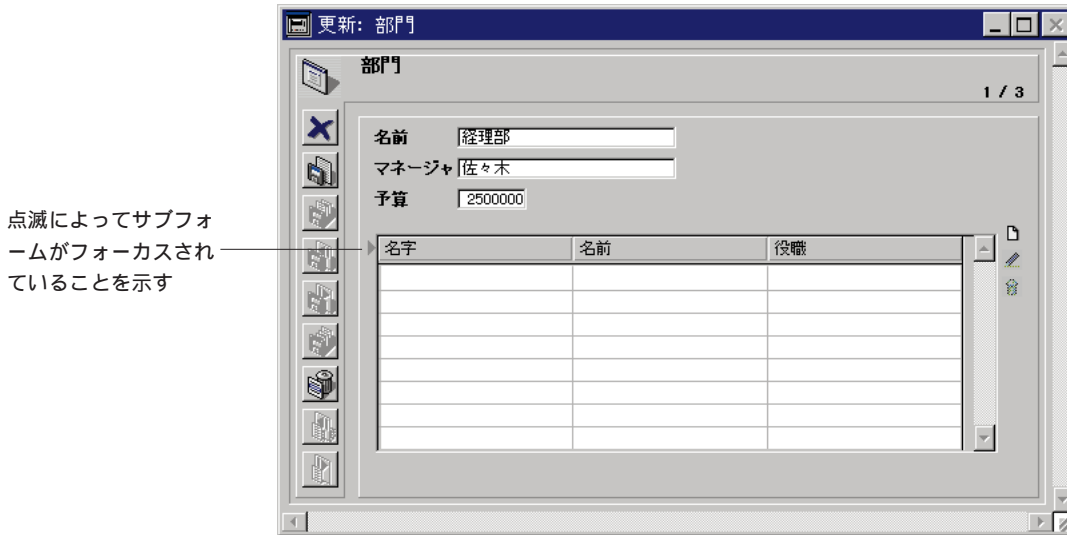 更新: 部門
部門
1 / 3
名前 経理部
マネージャ 佐々木
予算 2500000
点滅によってサブフォ
ームがフォーカスされ
ていることを示す
名字 名前 役職